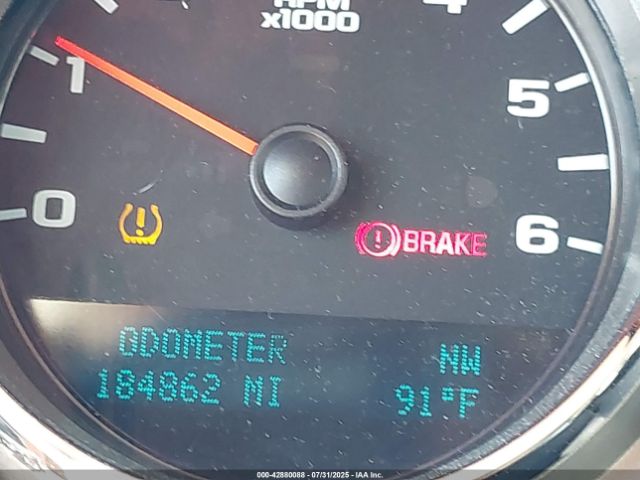 4
RPM
x1000
5
1
0
6
BRAKE
ODOMETER NW
184862 MI 91°F
000-42880088 - 07/31/2025 - IAA Inc.